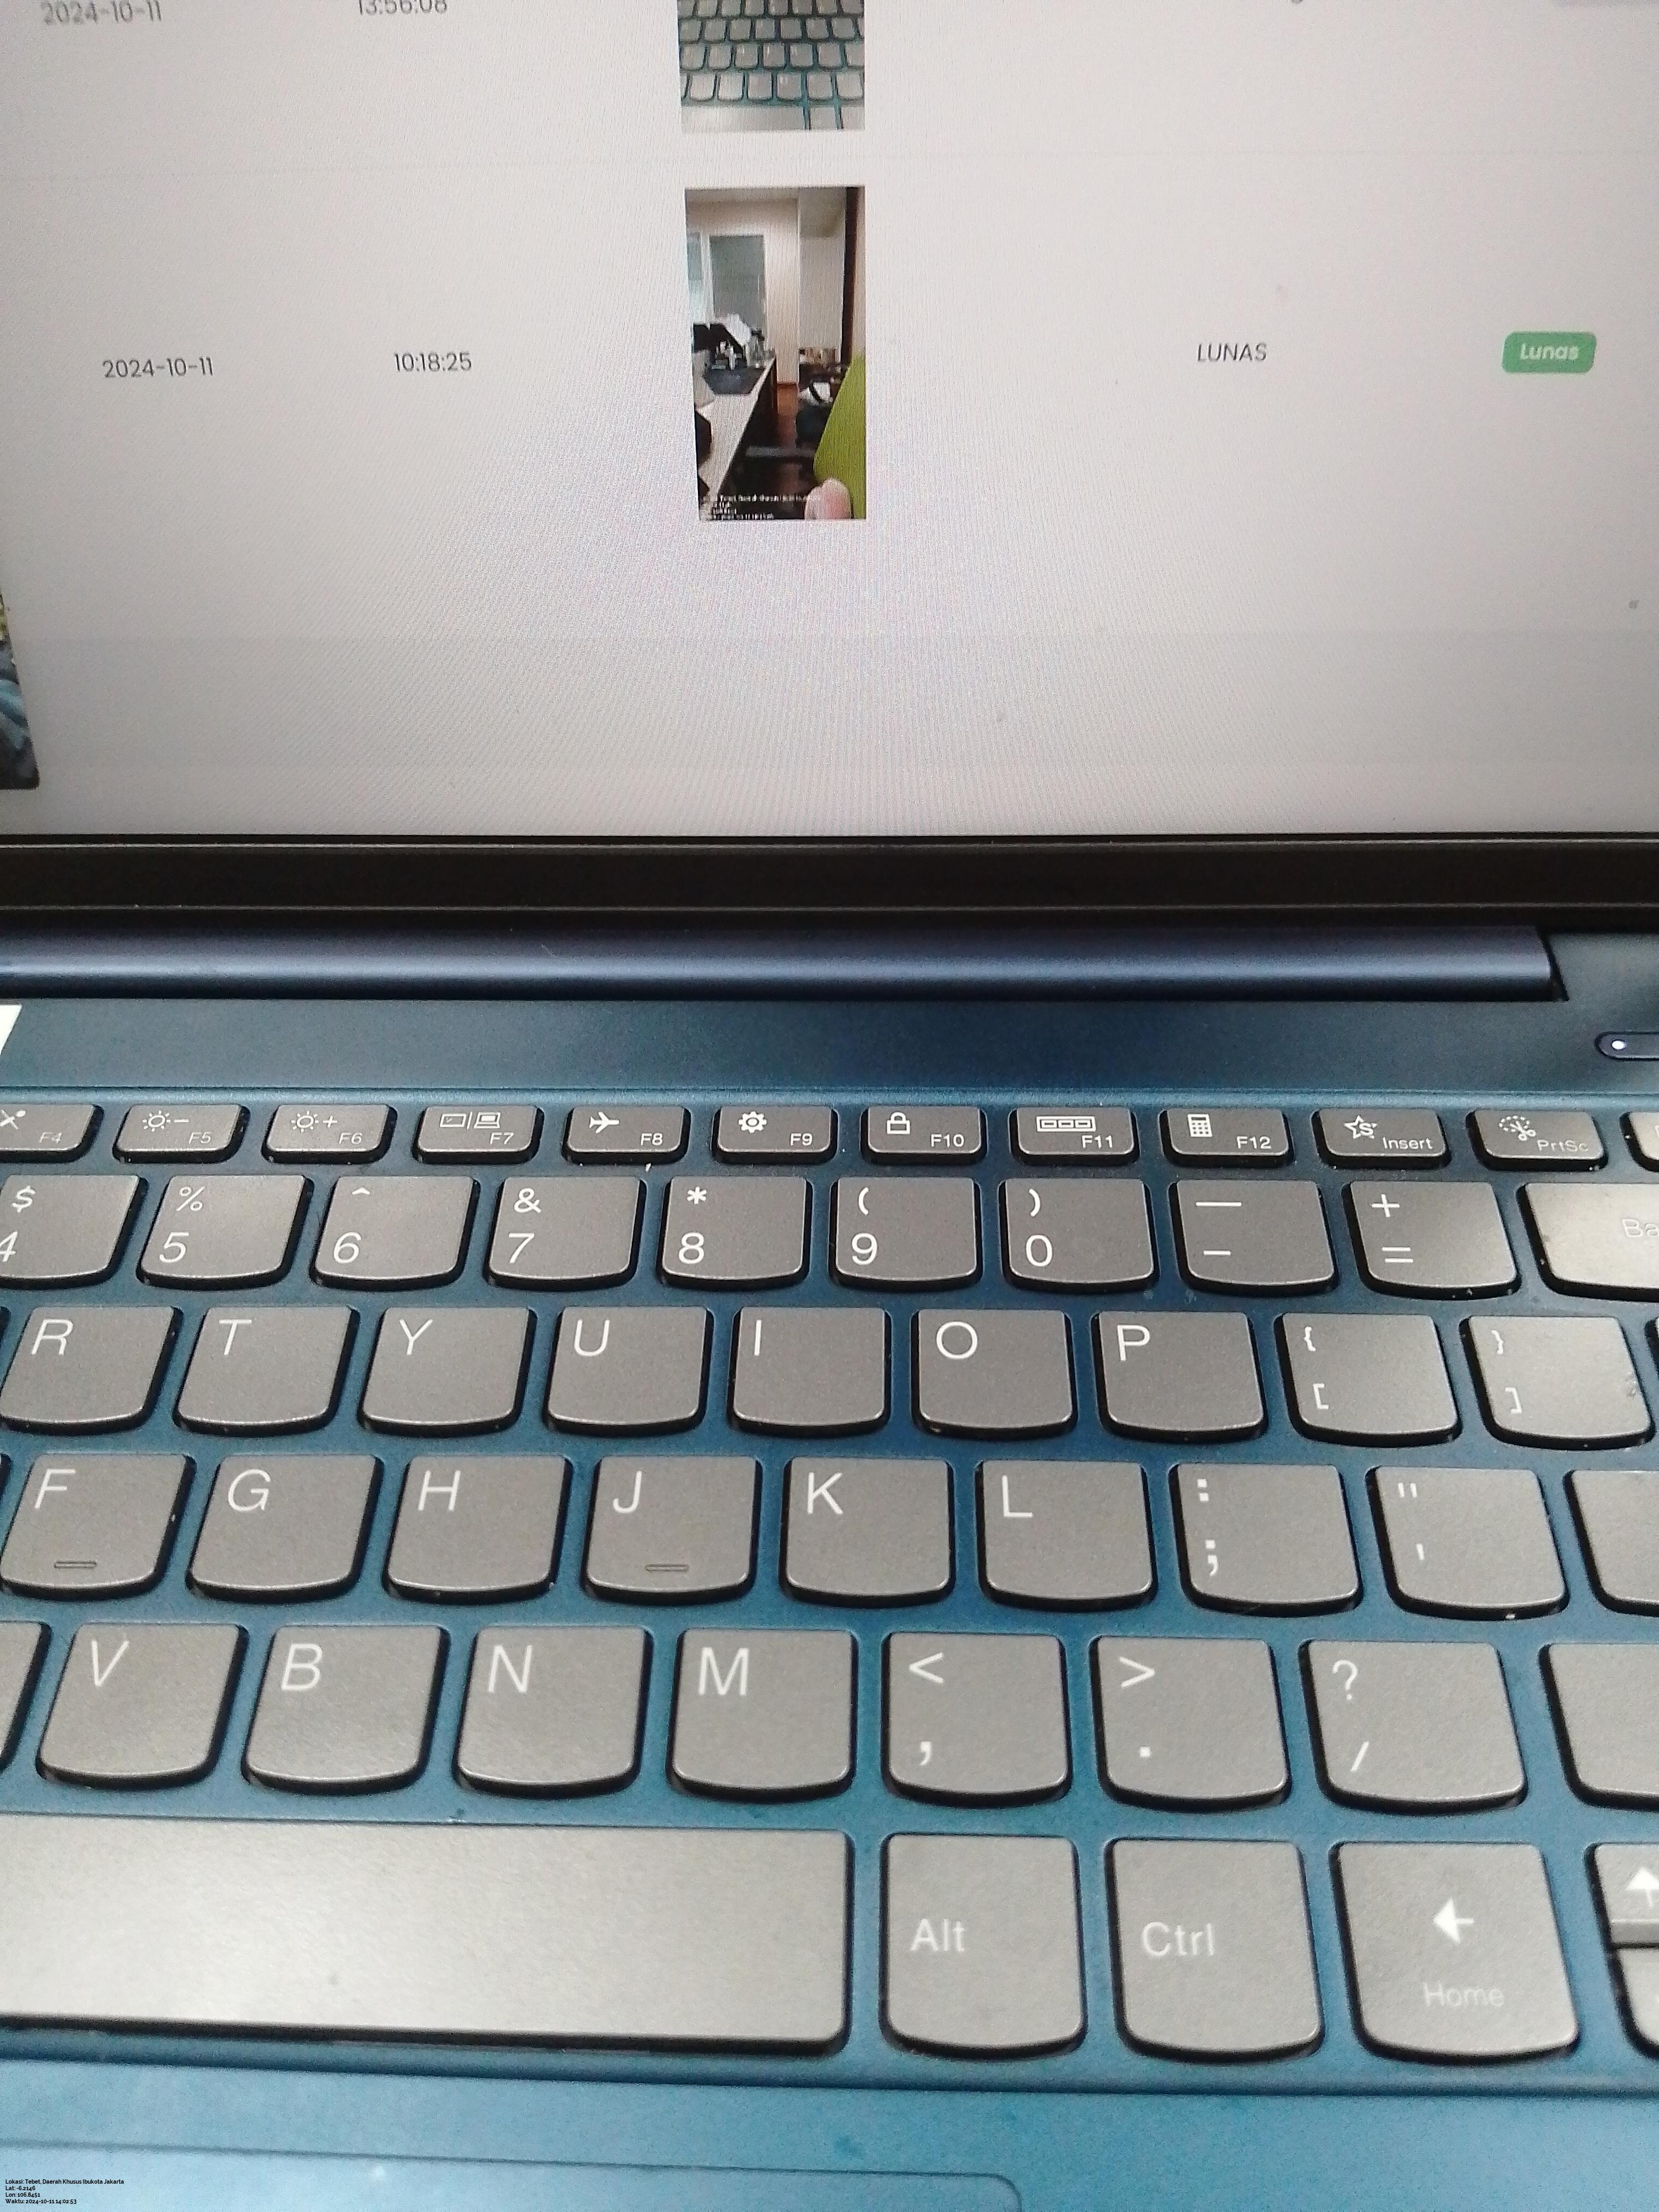 2024-10-11 13:56:08
2024-10-11 10:18:25 LUNAS Lunas
F4 F5 F6 F7 F8 F9 F10 F11 F12 Insert PrtSc
$ % ^ & * ( ) — +
4 5 6 7 8 9 0 - =
R T Y U I O P { }
[ ]
F G H J K L : "
; '
V B N M < > ?
, . /
Alt Ctrl
Home
Lokasi: Tebet, Daerah Khusus Ibukota Jakarta
Lat: -6.2146
Lon: 106.8451
Waktu: 2024-10-11 14:02:53